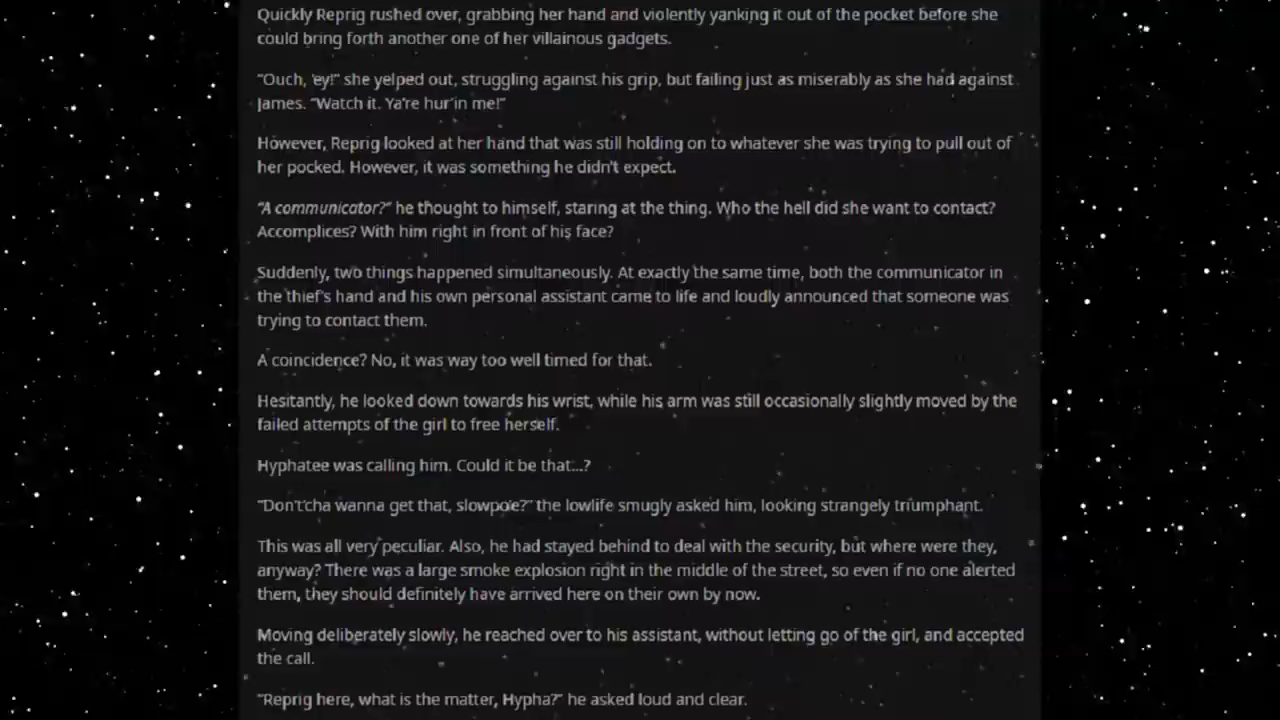 Quickly Reprig rushed over, grabbing her hand and violently yanking it out of the pocket before she
could bring forth another one of her villainous gadgets.
“Ouch, 'ey!” she yelped out, struggling against his grip, but failing just as miserably as she had against
James. “Watch it. Ya're hur'in me!”
However, Reprig looked at her hand that was still holding on to whatever she was trying to pull out of
her pocked. However, it was something he didn't expect.
“A communicator?” he thought to himself, staring at the thing. Who the hell did she want to contact?
Accomplices? With him right in front of his face?
Suddenly, two things happened simultaneously. At exactly the same time, both the communicator in
the thief's hand and his own personal assistant came to life and loudly announced that someone was
trying to contact them.
A coincidence? No, it was way too well timed for that.
Hesitantly, he looked down towards his wrist, while his arm was still occasionally slightly moved by the
failed attempts of the girl to free herself.
Hyphatee was calling him. Could it be that...?
“Don't'cha wanna get that, slowpoe?” the lowlife smugly asked him, looking strangely triumphant.
This was all very peculiar. Also, he had stayed behind to deal with the security, but where were they,
anyway? There was a large smoke explosion right in the middle of the street, so even if no one alerted
them, they should definitely have arrived here on their own by now.
Moving deliberately slowly, he reached over to his assistant, without letting go of the girl, and accepted
the call.
“Reprig here, what is the matter, Hypha?” he asked loud and clear.